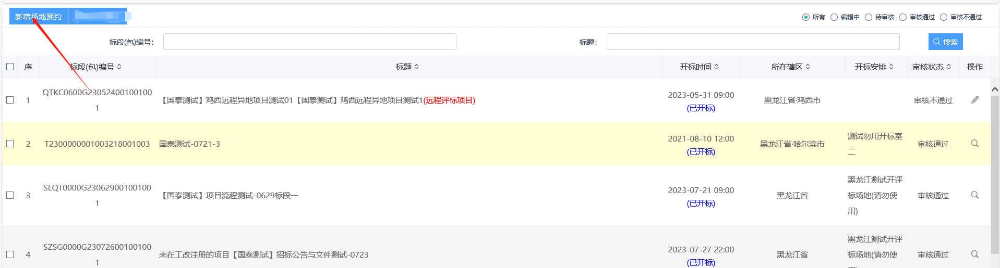 新增场地预约
所有 编辑中 待审核 审核通过 审核不通过
标段(包)编号： 标题： 搜索
序 标段(包)编号 标题 开标时间 所在辖区 开标安排 审核状态 操作
1 QTKC0600G23052400100100
1 【国泰测试】鸡西远程异地项目测试01【国泰测试】鸡西远程异地项目测试1(远程评标项目) 2023-05-31 09:00
(已开标) 黑龙江省·鸡西市 审核不通过
2 T2300000001003218001003 国泰测试-0721-3 2021-08-10 12:00
(已开标) 黑龙江省·哈尔滨市 测试勿用开标室
二 审核通过
3 SLQT0000G23062900100100
1 【国泰测试】项目流程测试-0629标段一 2023-07-21 09:00
(已开标) 黑龙江省 黑龙江测试开评
标场地(请勿使
用) 审核通过
4 SZSG0000G23072600100100
1 未在工改注册的项目【国泰测试】招标公告与文件测试-0723 2023-07-27 22:00
(已开标) 黑龙江省 黑龙江测试开评
标场地(请勿使
审核通过